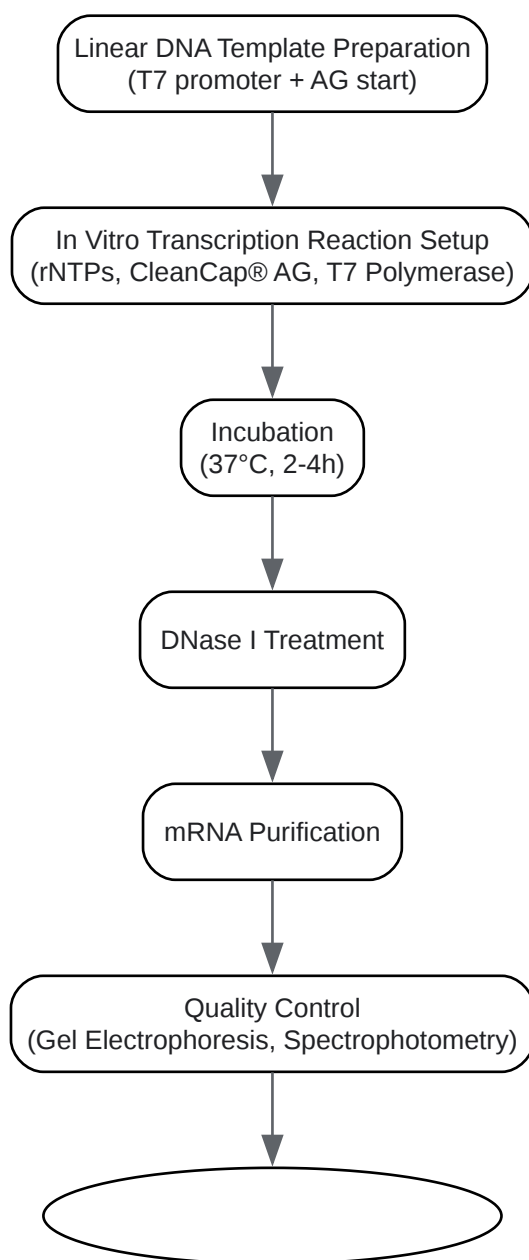 Linear DNA Template Preparation
(T7 promoter + AG start)
In Vitro Transcription Reaction Setup
(rNTPs, CleanCap® AG, T7 Polymerase)
Incubation
(37°C, 2-4h)
DNase I Treatment
mRNA Purification
Quality Control
(Gel Electrophoresis, Spectrophotometry)